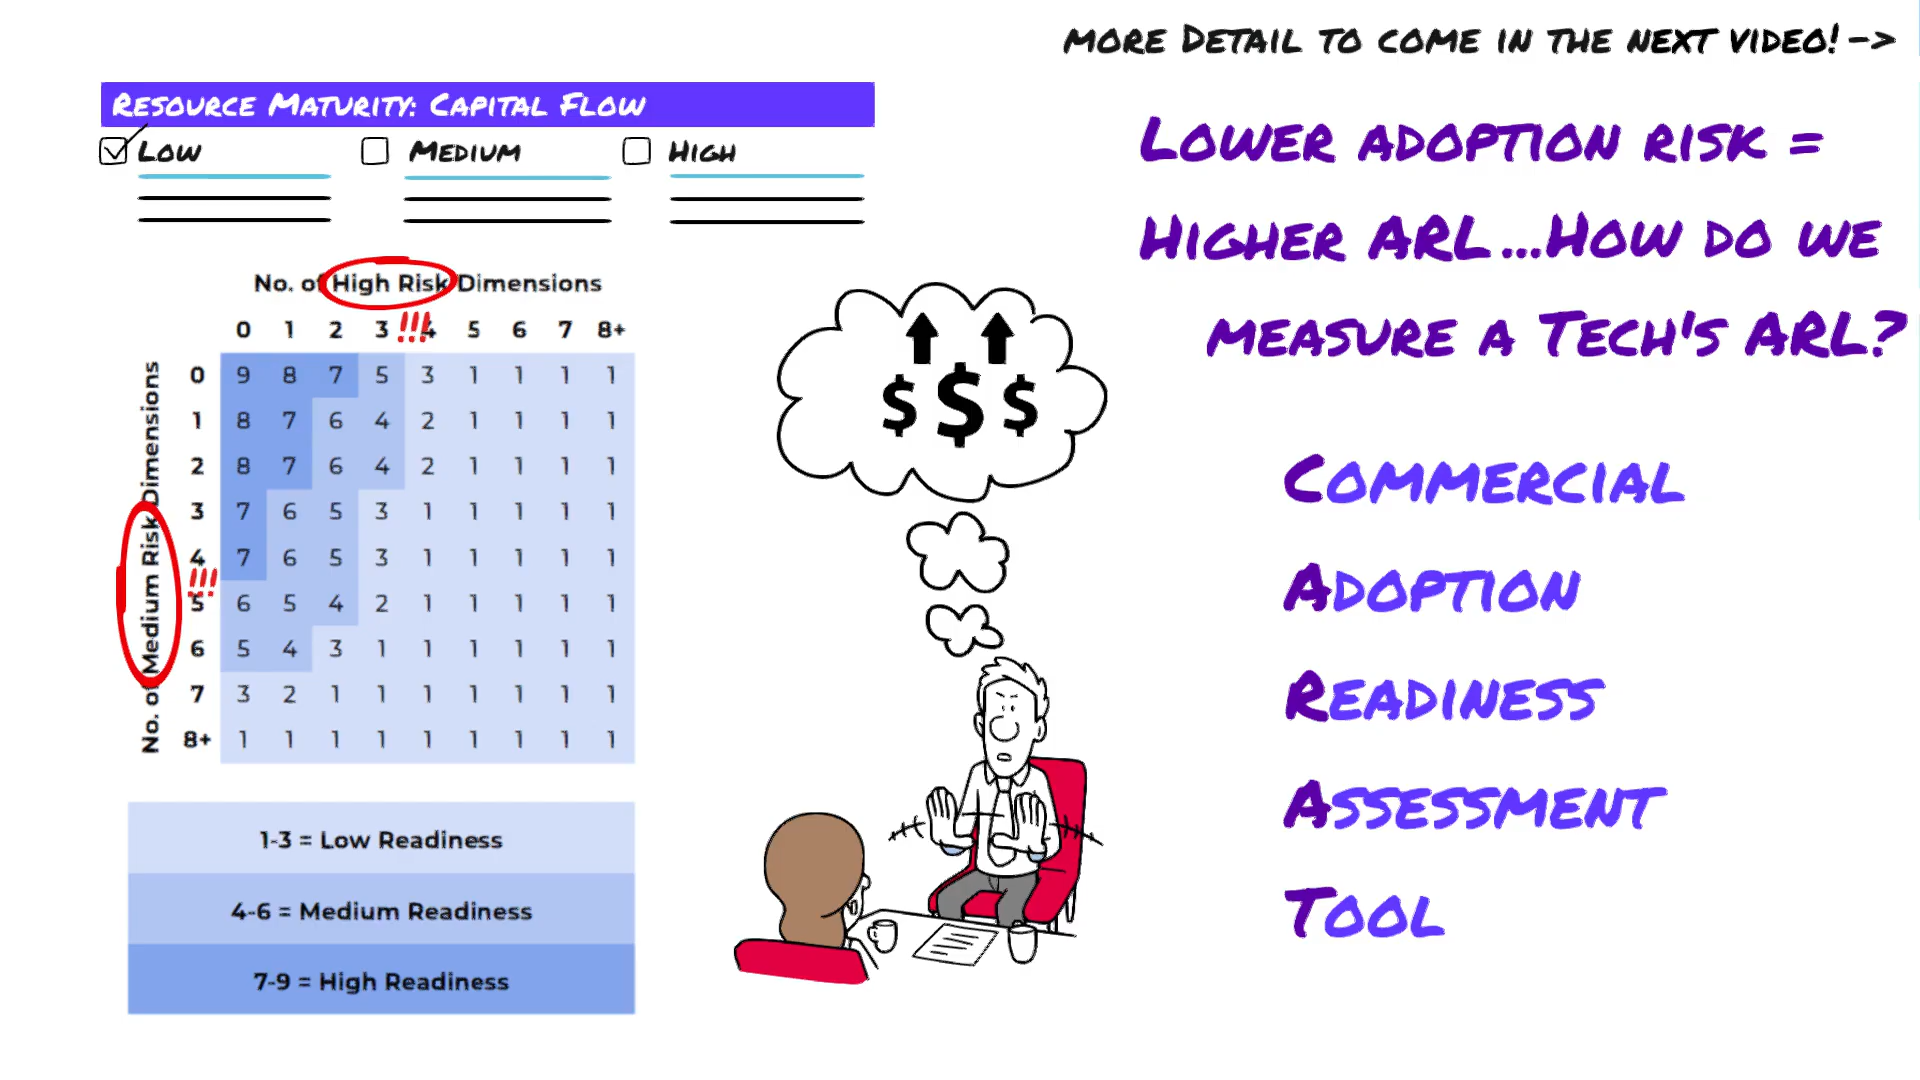 MORE DETAIL TO COME IN THE NEXT VIDEO! ->
RESOURCE MATURITY: CAPITAL FLOW
LOW MEDIUM HIGH
LOWER ADOPTION RISK =
HIGHER ARL...HOW DO WE
MEASURE A TECH'S ARL?
No. of High Risk Dimensions
0 1 2 3 !!! 4 5 6 7 8+
No. of Medium Risk Dimensions
0 9 8 7 5 3 1 1 1 1
1 8 7 6 4 2 1 1 1 1
2 8 7 6 4 2 1 1 1 1
3 7 6 5 3 1 1 1 1 1
4 7 6 5 3 1 1 1 1 1
!!!
5 6 5 4 2 1 1 1 1 1
6 5 4 3 1 1 1 1 1 1
7 3 2 1 1 1 1 1 1 1
8+ 1 1 1 1 1 1 1 1 1
1-3 = Low Readiness
4-6 = Medium Readiness
7-9 = High Readiness
$ $ $
COMMERCIAL
ADOPTION
READINESS
ASSESSMENT
TOOL